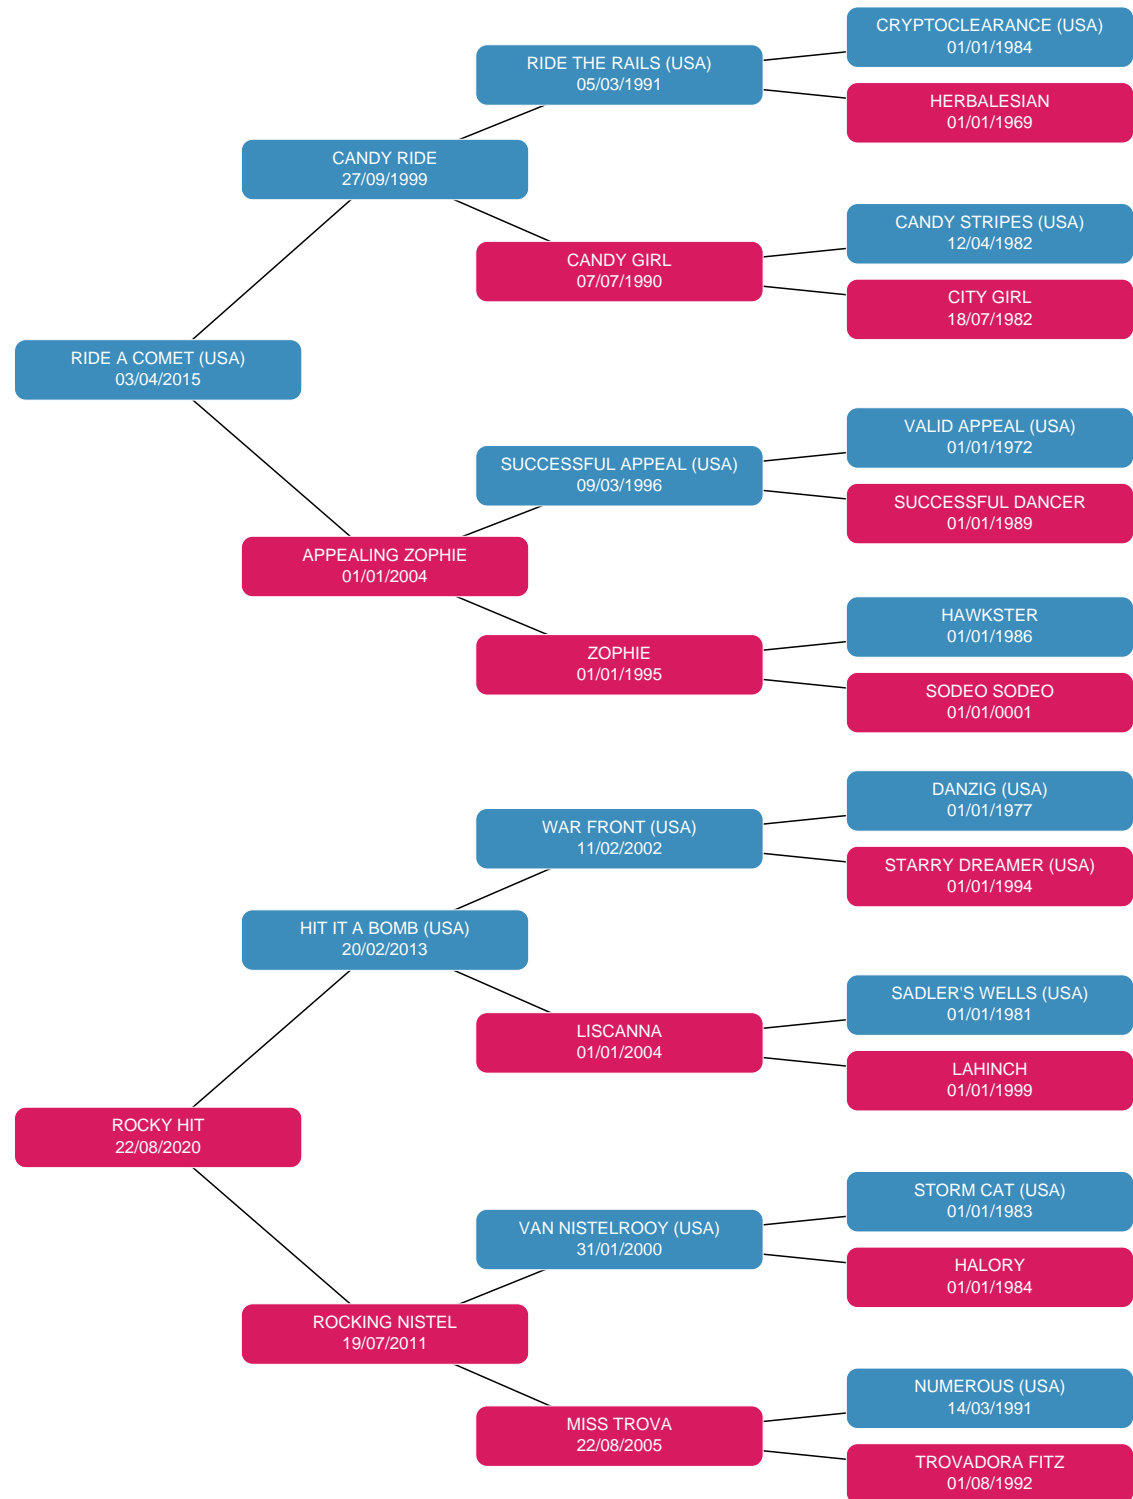 CRYPTOCLEARANCE (USA)
01/01/1984
RIDE THE RAILS (USA)
05/03/1991
HERBALESIAN
01/01/1969
CANDY RIDE
27/09/1999
CANDY STRIPES (USA)
12/04/1982
CANDY GIRL
07/07/1990
CITY GIRL
18/07/1982
RIDE A COMET (USA)
03/04/2015
VALID APPEAL (USA)
01/01/1972
SUCCESSFUL APPEAL (USA)
09/03/1996
SUCCESSFUL DANCER
01/01/1989
APPEALING ZOPHIE
01/01/2004
HAWKSTER
01/01/1986
ZOPHIE
01/01/1995
SODEO SODEO
01/01/0001
DANZIG (USA)
01/01/1977
WAR FRONT (USA)
11/02/2002
STARRY DREAMER (USA)
01/01/1994
HIT IT A BOMB (USA)
20/02/2013
SADLER'S WELLS (USA)
01/01/1981
LISCANNA
01/01/2004
LAHINCH
01/01/1999
ROCKY HIT
22/08/2020
STORM CAT (USA)
01/01/1983
VAN NISTELROOY (USA)
31/01/2000
HALORY
01/01/1984
ROCKING NISTEL
19/07/2011
NUMEROUS (USA)
14/03/1991
MISS TROVA
22/08/2005
TROVADORA FITZ
01/08/1992